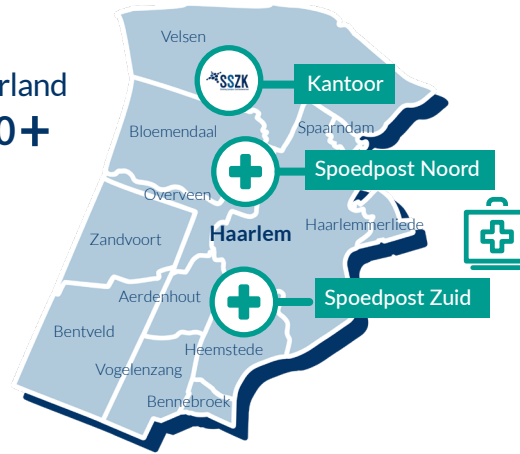 Velsen
SSZK
Kantoor
rland
0+
Bloemendaal
Spaarndam
Spoedpost Noord
Overveen
Haarlemmerliede
Haarlem
Zandvoort
Aerdenhout
Spoedpost Zuid
Bentveld
Heemstede
Vogelenzang
Bennebroek